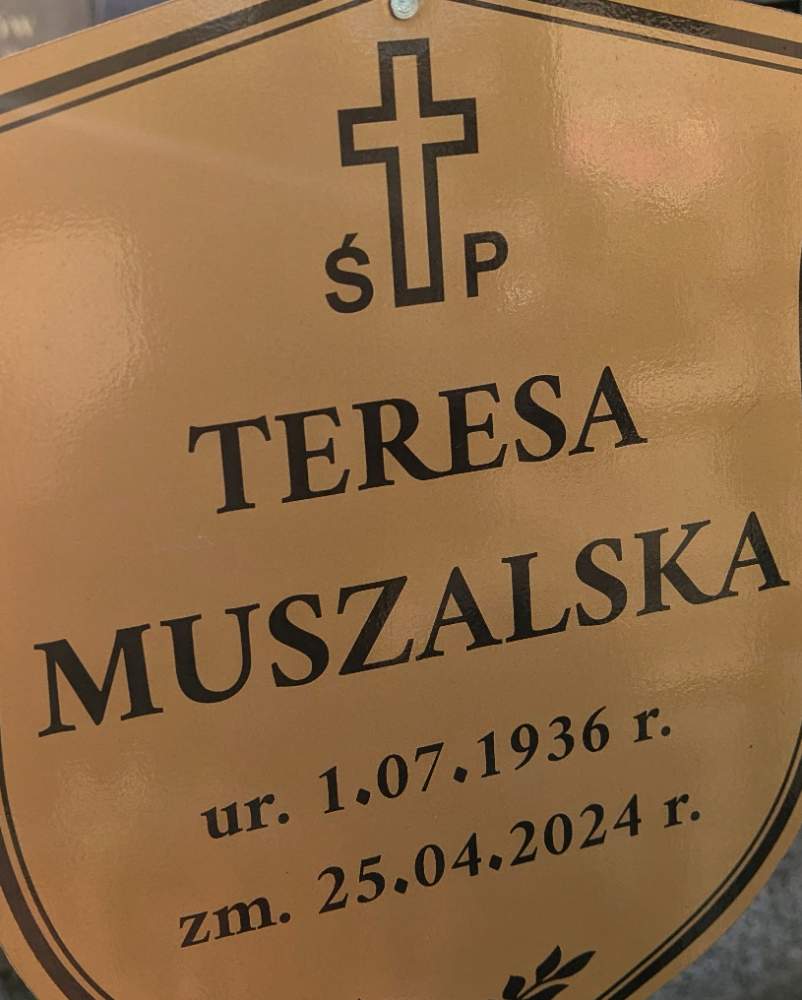 Ś P
TERESA
MUSZALSKA
ur. 1.07.1936 r.
zm. 25.04.2024 r.